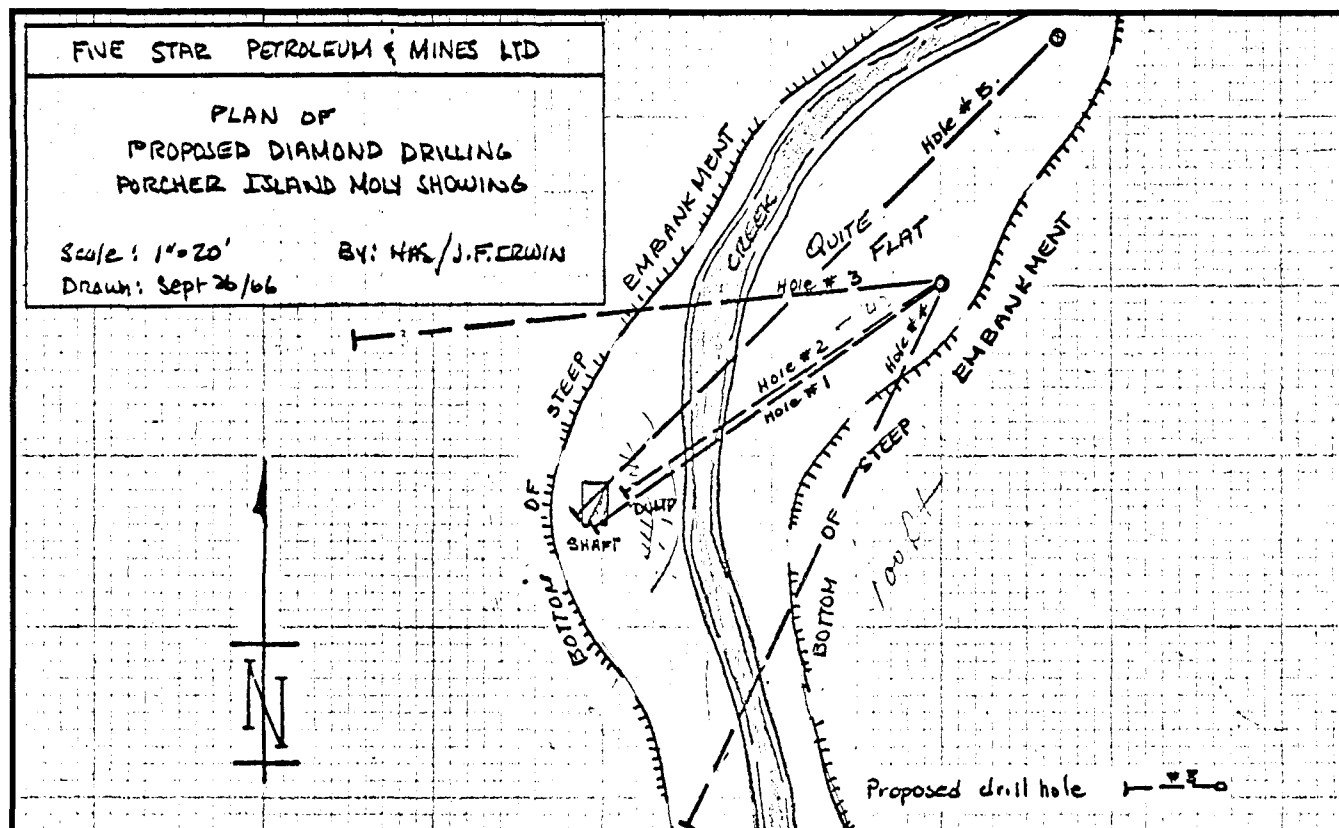 FIVE STAR PETROLEUM & MINES LTD
PLAN OF
PROPOSED DIAMOND DRILLING
PORCHER ISLAND MOLY SHOWING
Scale: 1"=20'
By: HAS/J.F.ERWIN
Drawn: Sept 26/66
BOTTOM OF STEEP EMBANKMENT
CREEK
QUITE
FLAT
Hole # 5.
Hole # 3
Hole # 2
Hole # 1
Hole # 4
BOTTOM OF STEEP EMBANKMENT
DUMP
SHAFT
100 ft
N
Proposed drill hole